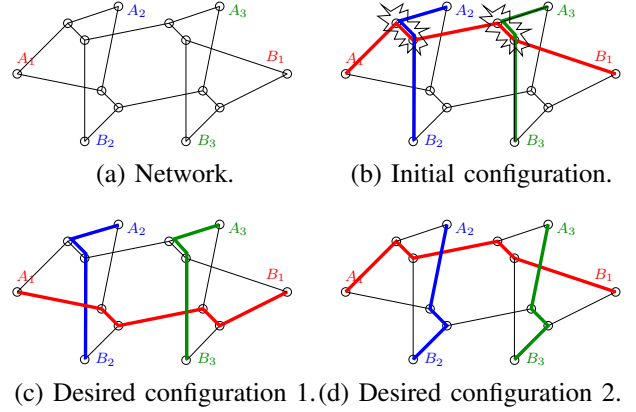 A₂ A₃ A₂ A₃
A₁ B₁ A₁ B₁
B₂ B₃ B₂ B₃
(a) Network. (b) Initial configuration.
A₂ A₃ A₂ A₃
A₁ B₁ A₁ B₁
B₂ B₃ B₂ B₃
(c) Desired configuration 1.(d) Desired configuration 2.